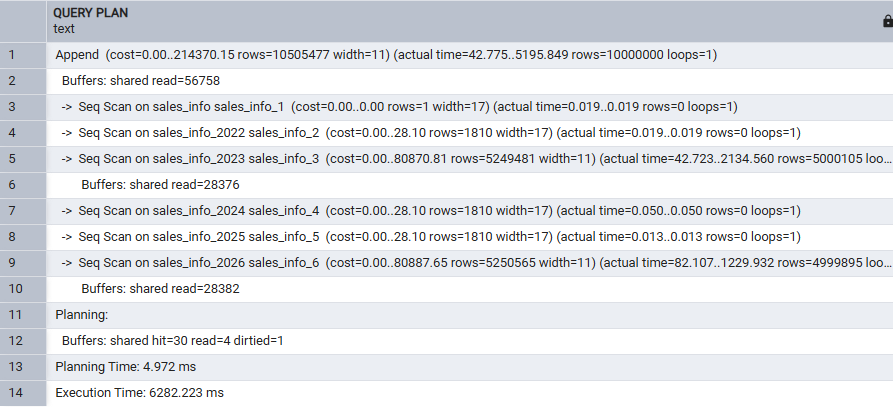 QUERY PLAN
text
1 Append (cost=0.00..214370.15 rows=10505477 width=11) (actual time=42.775..5195.849 rows=10000000 loops=1)
2 Buffers: shared read=56758
3 -> Seq Scan on sales_info sales_info_1 (cost=0.00..0.00 rows=1 width=17) (actual time=0.019..0.019 rows=0 loops=1)
4 -> Seq Scan on sales_info_2022 sales_info_2 (cost=0.00..28.10 rows=1810 width=17) (actual time=0.019..0.019 rows=0 loops=1)
5 -> Seq Scan on sales_info_2023 sales_info_3 (cost=0.00..80870.81 rows=5249481 width=11) (actual time=42.723..2134.560 rows=5000105 loo...
6 Buffers: shared read=28376
7 -> Seq Scan on sales_info_2024 sales_info_4 (cost=0.00..28.10 rows=1810 width=17) (actual time=0.050..0.050 rows=0 loops=1)
8 -> Seq Scan on sales_info_2025 sales_info_5 (cost=0.00..28.10 rows=1810 width=17) (actual time=0.013..0.013 rows=0 loops=1)
9 -> Seq Scan on sales_info_2026 sales_info_6 (cost=0.00..80887.65 rows=5250565 width=11) (actual time=82.107..1229.932 rows=4999895 loo...
10 Buffers: shared read=28382
11 Planning:
12 Buffers: shared hit=30 read=4 dirtied=1
13 Planning Time: 4.972 ms
14 Execution Time: 6282.223 ms